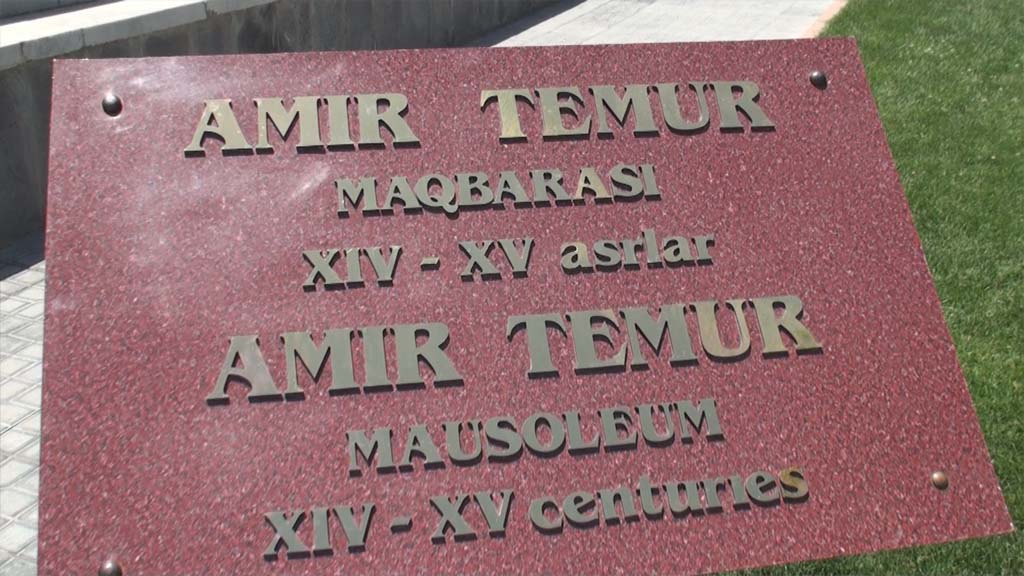 AMIR TEMUR
MAQBARASI
XIV - XV asrlar
AMIR TEMUR
MAUSOLEUM
XIV - XV centuries